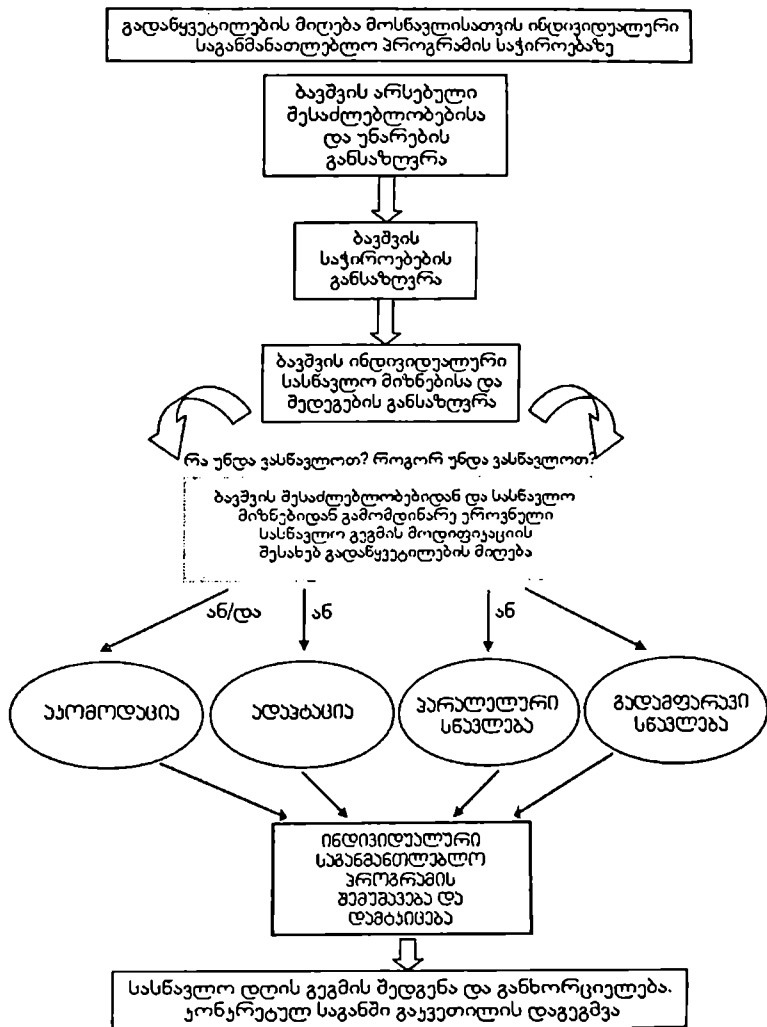 გადაწყვეტილების მიღება მოსწავლისათვის ინდივიდუალური
საგანმანათლებლო პროგრამის საჭიროებაზე
ბავშვის არსებული
შესაძლებლობებისა
და უნარების
განსაზღვრა
ბავშვის
საჭიროებების
განსაზღვრა
ბავშვის ინდივიდუალური
სასწავლო მიზნებისა და
შედეგების განსაზღვრა
რა უნდა ვასწავლოთ? როგორ უნდა ვასწავლოთ?
ბავშვის შესაძლებლობებიდან და სასწავლო
მიზნებიდან გამომდინარე ეროვნული
სასწავლო გეგმის მოდიფიკაციის
შესახებ გადაწყვეტილების მიღება
ან/და
ან
ან
აკომოდაცია
ადაპტაცია
პარალელური
სწავლება
გადამფარავი
სწავლება
ინდივიდუალური
საგანმანთლებლო
პროგრამის
შემუშავება და
დამტკიცება
სასწავლო დღის გეგმის შედგენა და განხორციელება.
კონკრეტულ საგანში გაკვეთილის დაგეგმვა